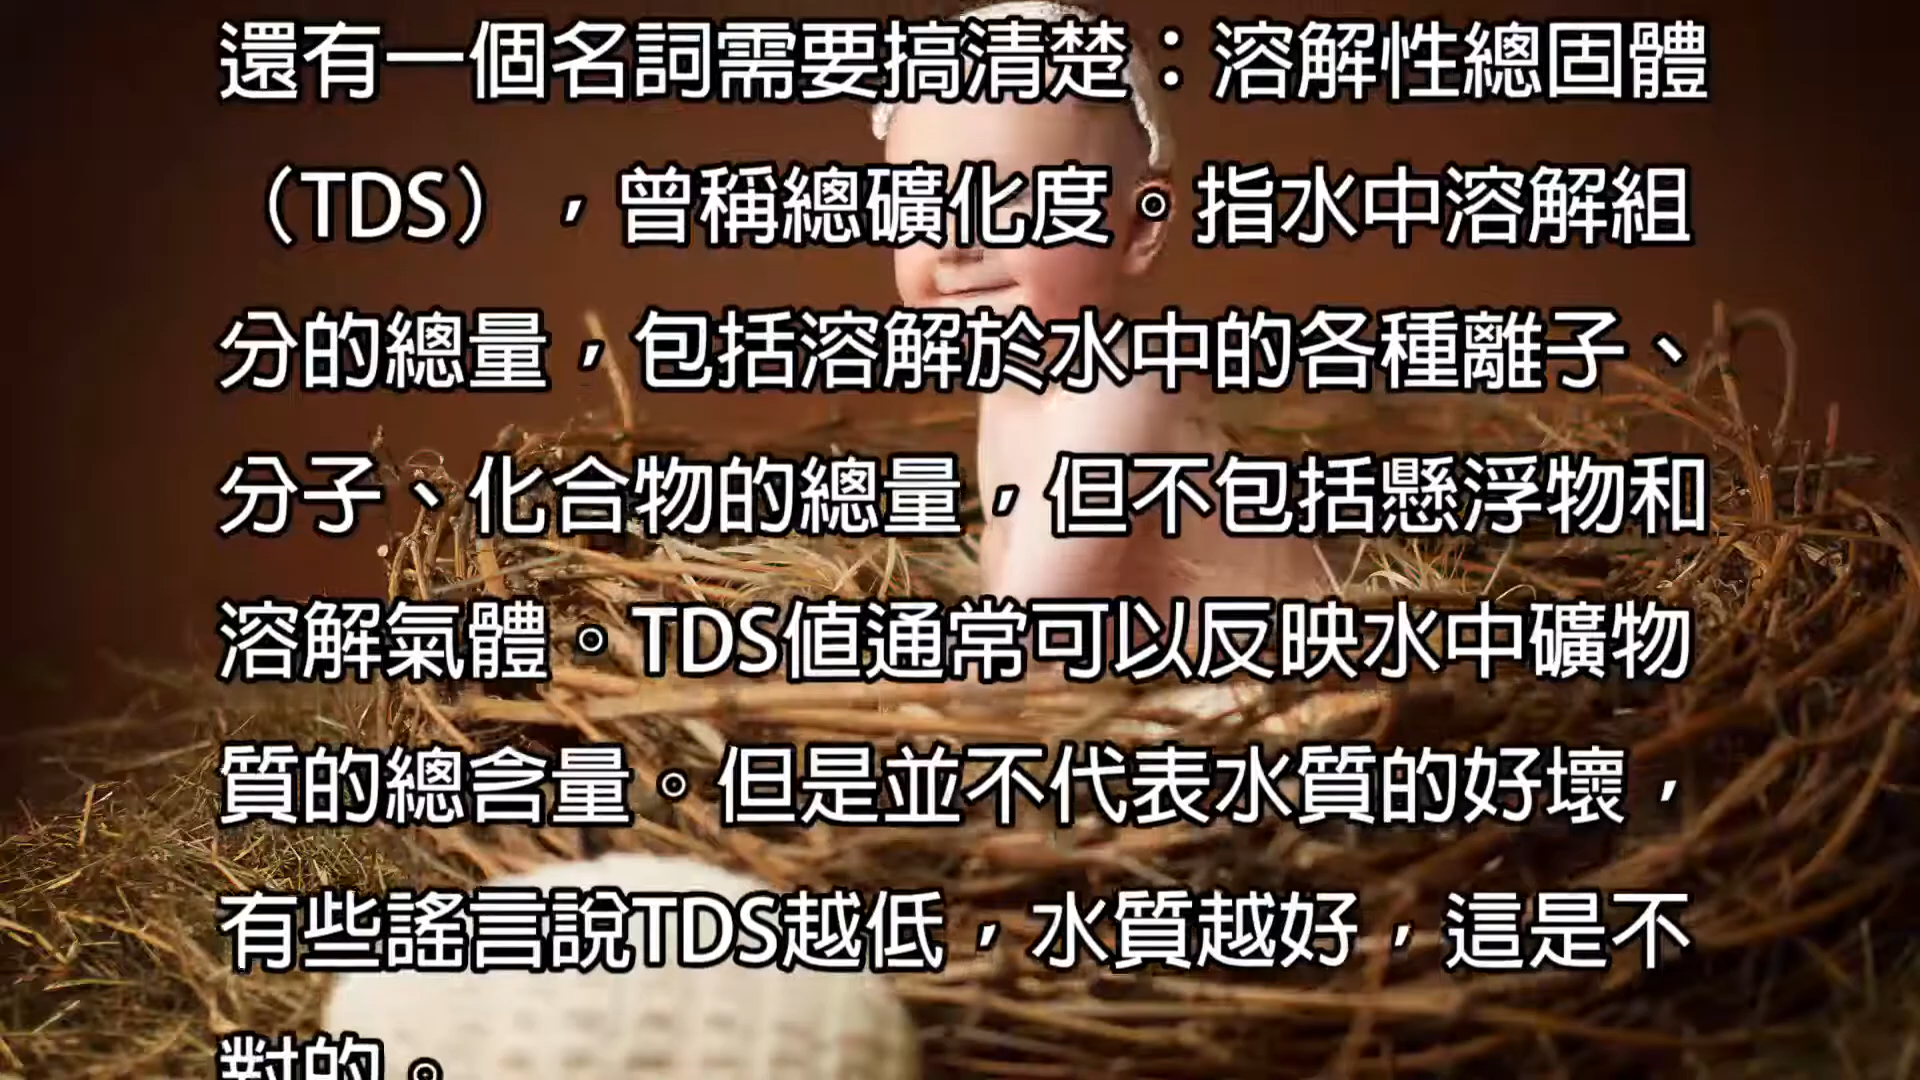 還有一個名詞需要搞清楚：溶解性總固體
（TDS），曾稱總礦化度。指水中溶解組
分的總量，包括溶解於水中的各種離子、
分子、化合物的總量，但不包括懸浮物和
溶解氣體。TDS值通常可以反映水中礦物
質的總含量。但是並不代表水質的好壞，
有些謠言說TDS越低，水質越好，這是不
對的。